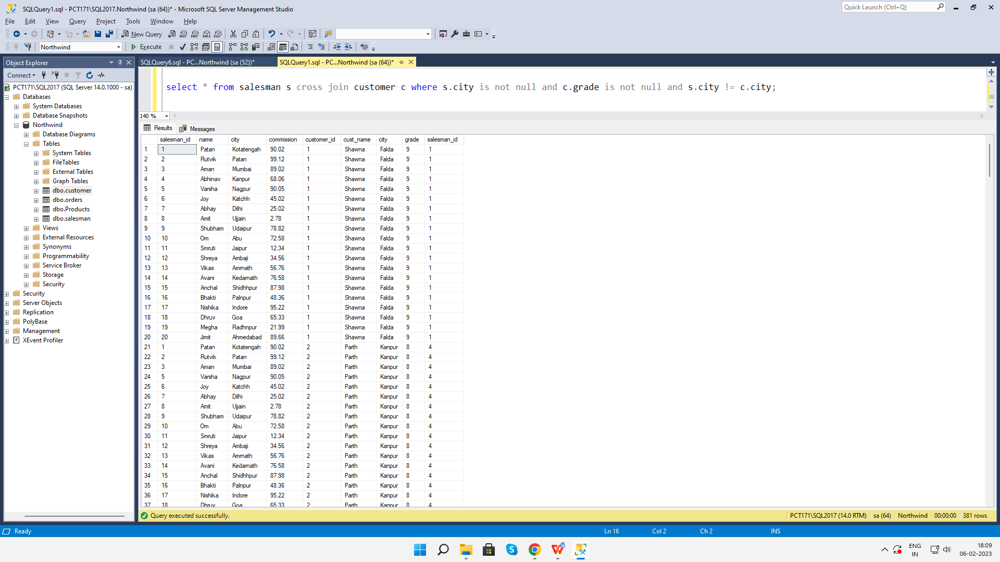 SQLQuery1.sql - PCT171\SQL2017.Northwind (sa (64))* - Microsoft SQL Server Management Studio
Quick Launch (Ctrl+Q)
File Edit View Query Project Tools Window Help
New Query
MDX DMX XMLA DAX
Northwind
Execute
Object Explorer
SQLQuery6.sql - PC...Northwind (sa (52))*
SQLQuery1.sql - PC...Northwind (sa (64))*
Connect
PCT171\SQL2017 (SQL Server 14.0.1000 - sa)
Databases
System Databases
Database Snapshots
Northwind
Database Diagrams
Tables
System Tables
FileTables
External Tables
Graph Tables
dbo.customer
dbo.orders
dbo.Products
dbo.salesman
Views
External Resources
Synonyms
Programmability
Service Broker
Storage
Security
Security
Server Objects
Replication
PolyBase
Management
XEvent Profiler
select * from salesman s cross join customer c where s.city is not null and c.grade is not null and s.city != c.city;
140 %
Results Messages
salesman_id name city commission customer_id cust_name city grade salesman_id
1 1 Patan Kotatengah 90.02 1 Shawna Falda 9 1
2 2 Rutvik Patan 99.12 1 Shawna Falda 9 1
3 3 Aman Mumbai 89.02 1 Shawna Falda 9 1
4 4 Abhinav Kanpur 68.06 1 Shawna Falda 9 1
5 5 Varsha Nagpur 90.05 1 Shawna Falda 9 1
6 6 Joy Katchh 45.02 1 Shawna Falda 9 1
7 7 Abhay Dilhi 25.02 1 Shawna Falda 9 1
8 8 Amit Ujjain 2.78 1 Shawna Falda 9 1
9 9 Shubham Udaipur 78.82 1 Shawna Falda 9 1
10 10 Om Abu 72.58 1 Shawna Falda 9 1
11 11 Smruti Jaipur 12.34 1 Shawna Falda 9 1
12 12 Shreya Ambaji 34.56 1 Shawna Falda 9 1
13 13 Vikas Amrnath 56.76 1 Shawna Falda 9 1
14 14 Avani Kedarnath 76.58 1 Shawna Falda 9 1
15 15 Anchal Shidhhpur 87.98 1 Shawna Falda 9 1
16 16 Bhakti Palnpur 48.36 1 Shawna Falda 9 1
17 17 Nishika Indore 95.22 1 Shawna Falda 9 1
18 18 Dhruv Goa 65.33 1 Shawna Falda 9 1
19 19 Megha Radhnpur 21.99 1 Shawna Falda 9 1
20 20 Jimit Ahmedabad 89.66 1 Shawna Falda 9 1
21 1 Patan Kotatengah 90.02 2 Parth Kanpur 8 4
22 2 Rutvik Patan 99.12 2 Parth Kanpur 8 4
23 3 Aman Mumbai 89.02 2 Parth Kanpur 8 4
24 5 Varsha Nagpur 90.05 2 Parth Kanpur 8 4
25 6 Joy Katchh 45.02 2 Parth Kanpur 8 4
26 7 Abhay Dilhi 25.02 2 Parth Kanpur 8 4
27 8 Amit Ujjain 2.78 2 Parth Kanpur 8 4
28 9 Shubham Udaipur 78.82 2 Parth Kanpur 8 4
29 10 Om Abu 72.58 2 Parth Kanpur 8 4
30 11 Smruti Jaipur 12.34 2 Parth Kanpur 8 4
31 12 Shreya Ambaji 34.56 2 Parth Kanpur 8 4
32 13 Vikas Amrnath 56.76 2 Parth Kanpur 8 4
33 14 Avani Kedarnath 76.58 2 Parth Kanpur 8 4
34 15 Anchal Shidhhpur 87.98 2 Parth Kanpur 8 4
35 16 Bhakti Palnpur 48.36 2 Parth Kanpur 8 4
36 17 Nishika Indore 95.22 2 Parth Kanpur 8 4
37 18 Dhruv Goa 65.33 2 Parth Kanpur 8 4
Query executed successfully.
PCT171\SQL2017 (14.0 RTM) sa (64) Northwind 00:00:00 381 rows
Ready Ln 16 Col 2 Ch 2 INS
ENG
IN
18:09
06-02-2023